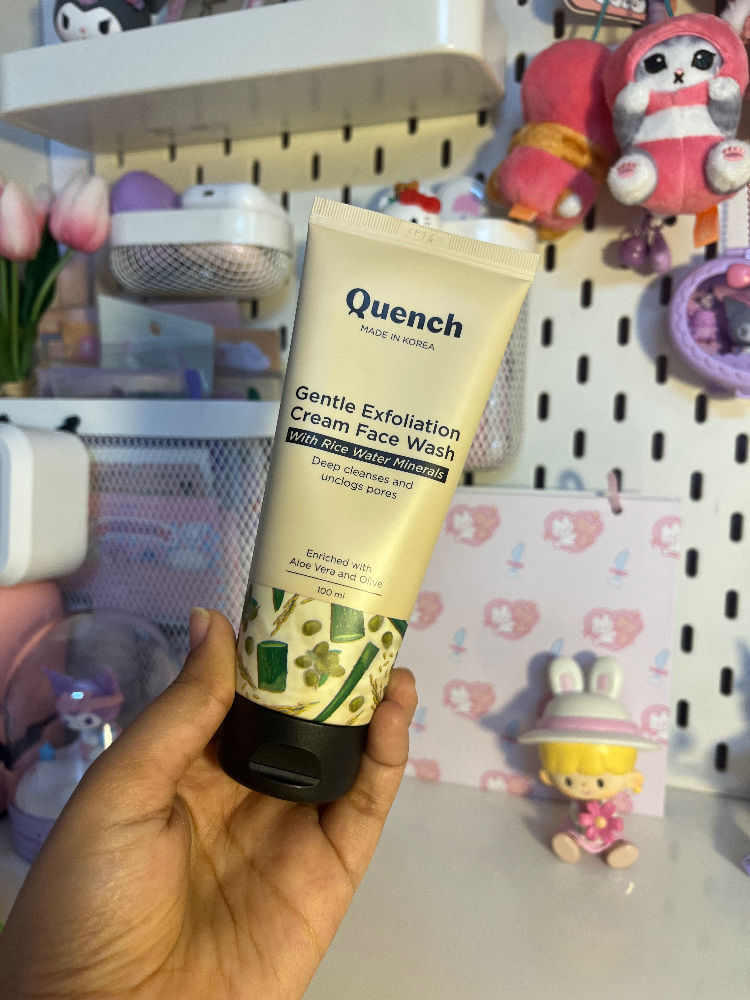 Quench
MADE IN KOREA
Gentle Exfoliation
Cream Face Wash
With Rice Water Minerals
Deep cleanses and
unclogs pores
Enriched with
Aloe Vera and Olive
100 ml